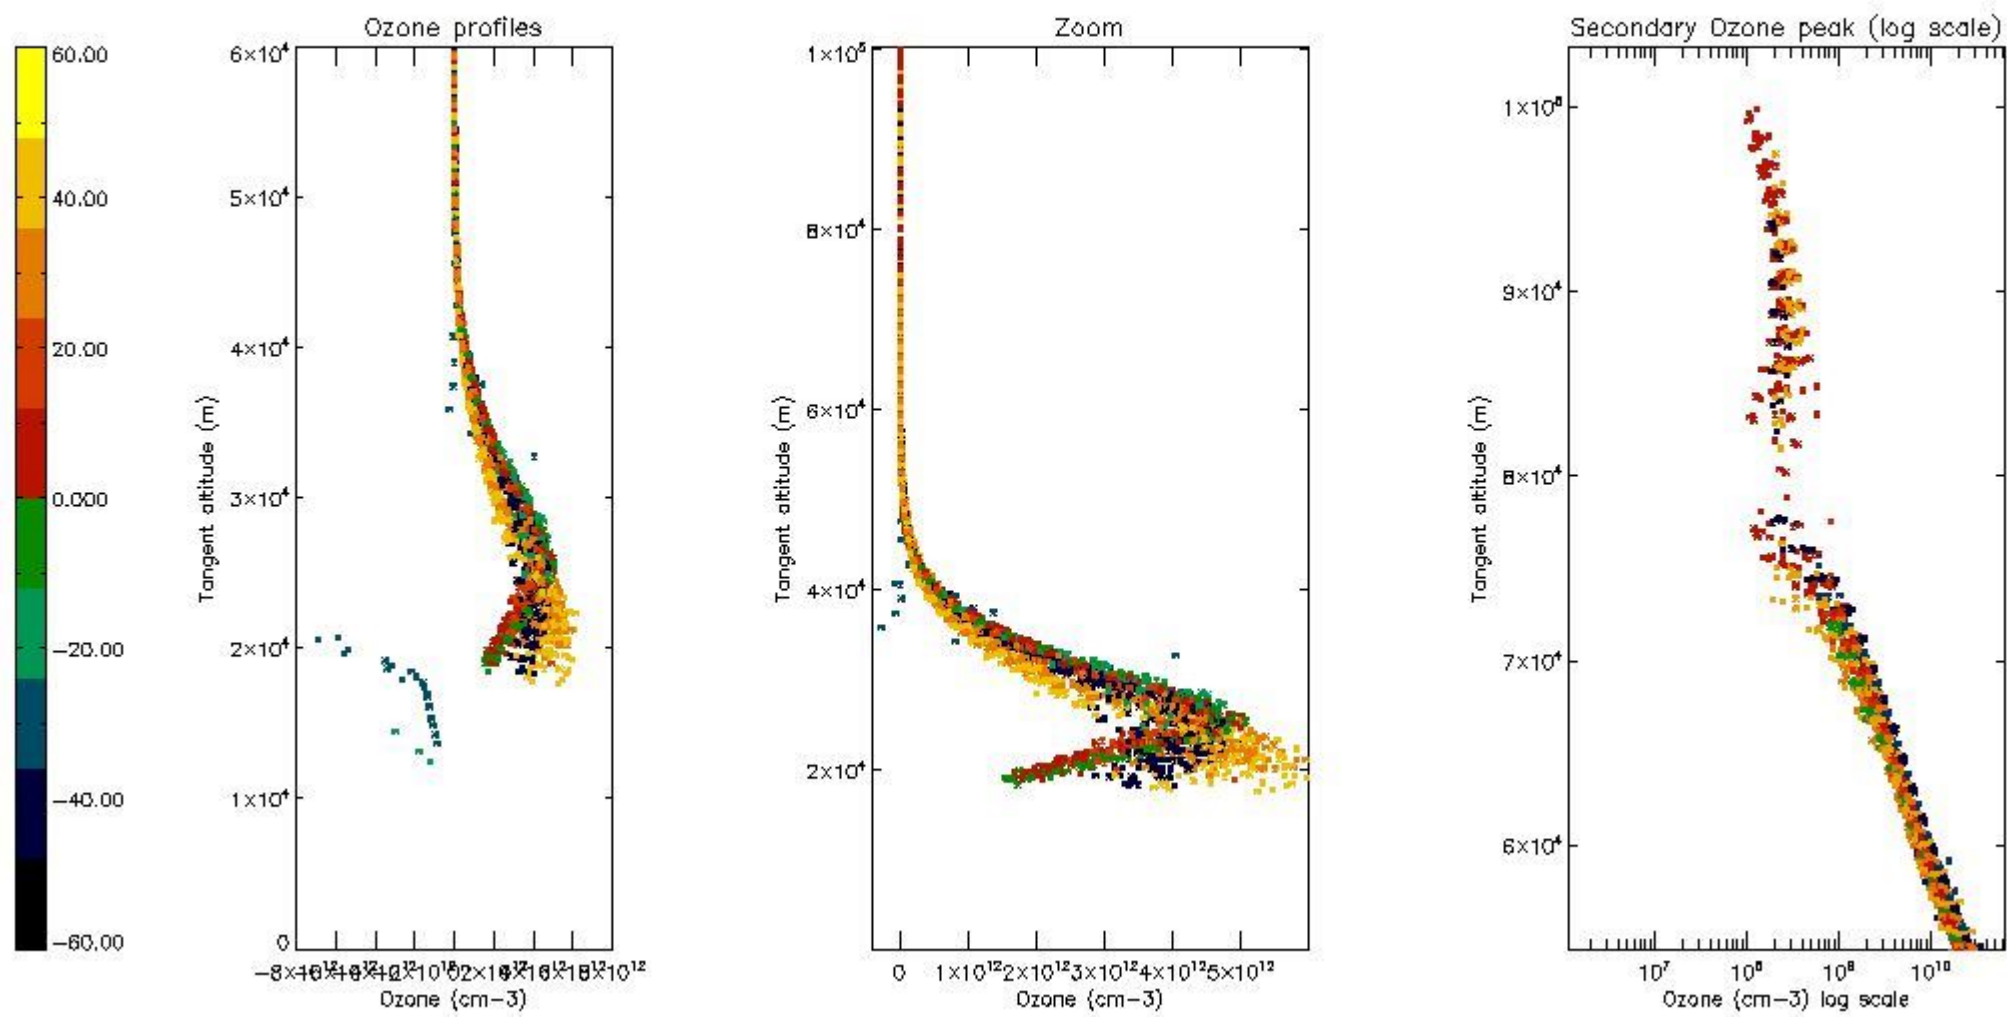 Ozone profiles
Zoom
Secondary Ozone peak (log scale)
60.00
40.00
20.00
0.000
−20.00
−40.00
−60.00
6×10⁴
5×10⁴
4×10⁴
3×10⁴
2×10⁴
1×10⁴
0
Tangent altitude (m)
Ozone (cm−3)
1×10⁵
8×10⁴
6×10⁴
4×10⁴
2×10⁴
Tangent altitude (m)
0 1×10¹² 2×10¹² 3×10¹² 4×10¹² 5×10¹²
Ozone (cm−3)
1×10⁵
9×10⁴
8×10⁴
7×10⁴
6×10⁴
Tangent altitude (m)
10⁷ 10⁸ 10⁹ 10¹⁰
Ozone (cm−3) log scale